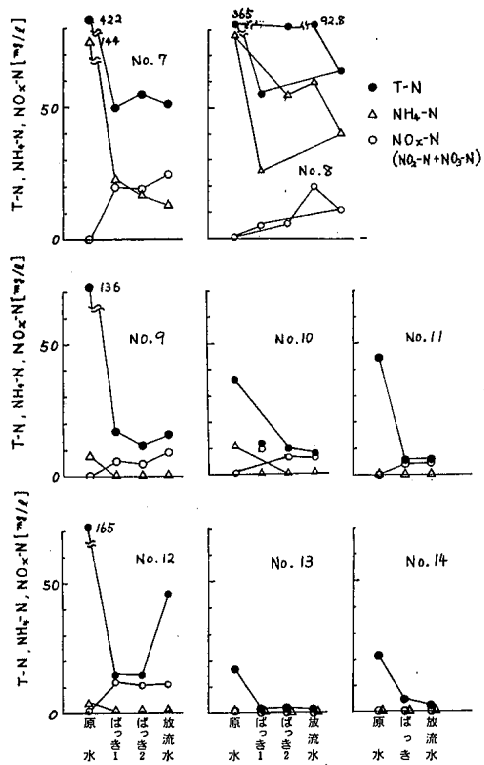 T-N, NH₄-N, NOx-N [mg/l]
50
0
422
144
No.7
365
92.8
No.8
● T-N
△ NH₄-N
○ NOx-N
(NO₂-N+NO₃-N)
T-N, NH₄-N, NOx-N [mg/l]
50
0
136
No.9
No.10
No.11
T-N, NH₄-N, NOx-N [mg/l]
50
0
165
No.12
No.13
No.14
原水
ばっき1
ばっき2
放流水
原水
ばっき1
ばっき2
放流水
原水
ばっき
放流水